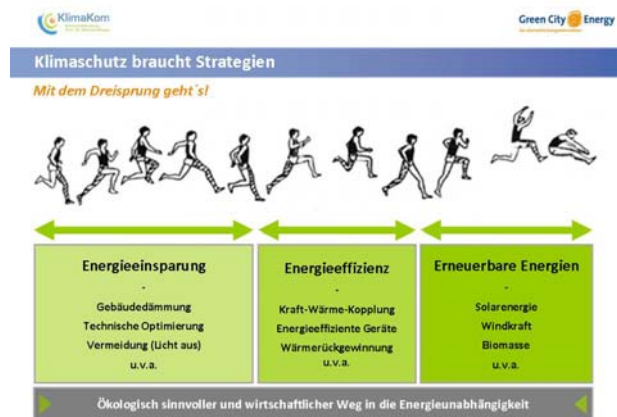 KlimaKom
Green City Energy
Klimaschutz braucht Strategien
Mit dem Dreisprung geht´s!
Energieeinsparung
-
Gebäudedämmung
Technische Optimierung
Vermeidung (Licht aus)
u.v.a.
Energieeffizienz
-
Kraft-Wärme-Kopplung
Energieeffiziente Geräte
Wärmerückgewinnung
u.v.a.
Erneuerbare Energien
-
Solarenergie
Windkraft
Biomasse
u.v.a.
Ökologisch sinnvoller und wirtschaftlicher Weg in die Energieunabhängigkeit